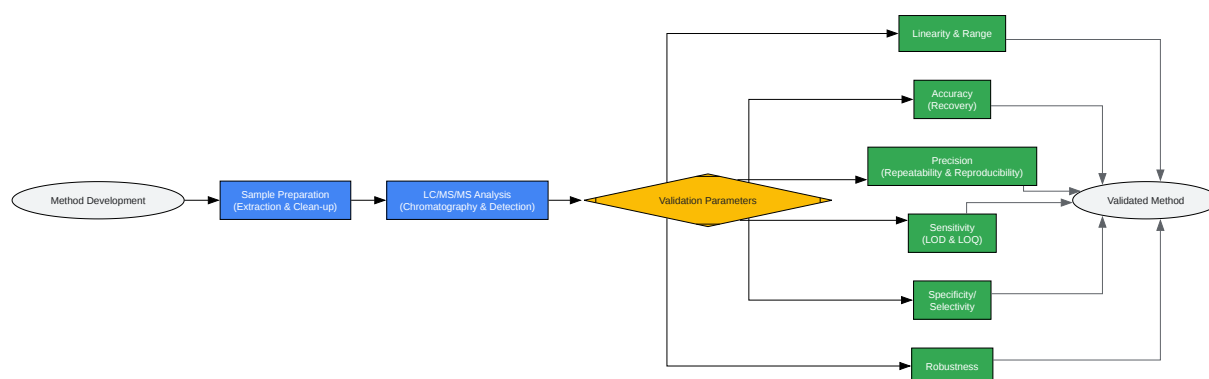 Method Development
Sample Preparation
(Extraction & Clean-up)
LC/MS/MS Analysis
(Chromatography & Detection)
Validation Parameters
Linearity & Range
Accuracy
(Recovery)
Precision
(Repeatability & Reproducibility)
Sensitivity
(LOD & LOQ)
Specificity/
Selectivity
Robustness
Validated Method